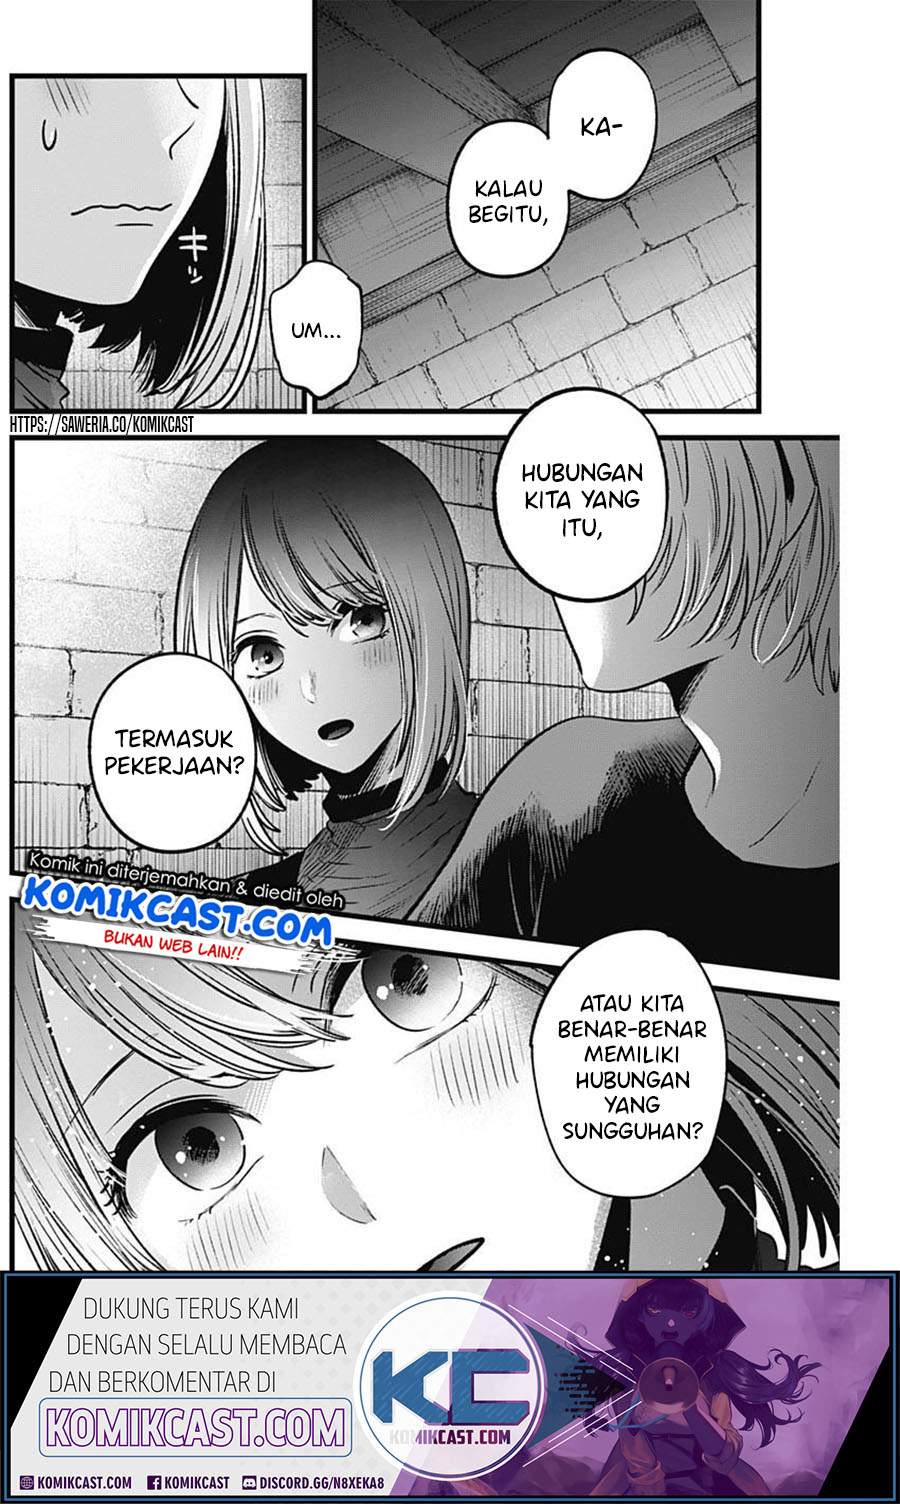 KA-
KALAU
BEGITU,
UM...
キッ
HTTPS://SAWERIA.CO/KOMIKCAST
HUBUNGAN
KITA YANG
ITU,
TERMASUK
PEKERJAAN?
Komik ini diterjemahkan & diedit oleh
KOMIKCAST.COM
BUKAN WEB LAIN!!
ATAU KITA
BENAR-BENAR
MEMILIKI
HUBUNGAN
YANG
SUNGGUHAN?
DUKUNG TERUS KAMI
DENGAN SELALU MEMBACA
DAN BERKOMENTAR DI
KOMIKCAST.COM
KC
KOMIKCAST.COM
KOMIKCAST.COM
KOMIKCAST
DISCORD.GG/N8XEKA8